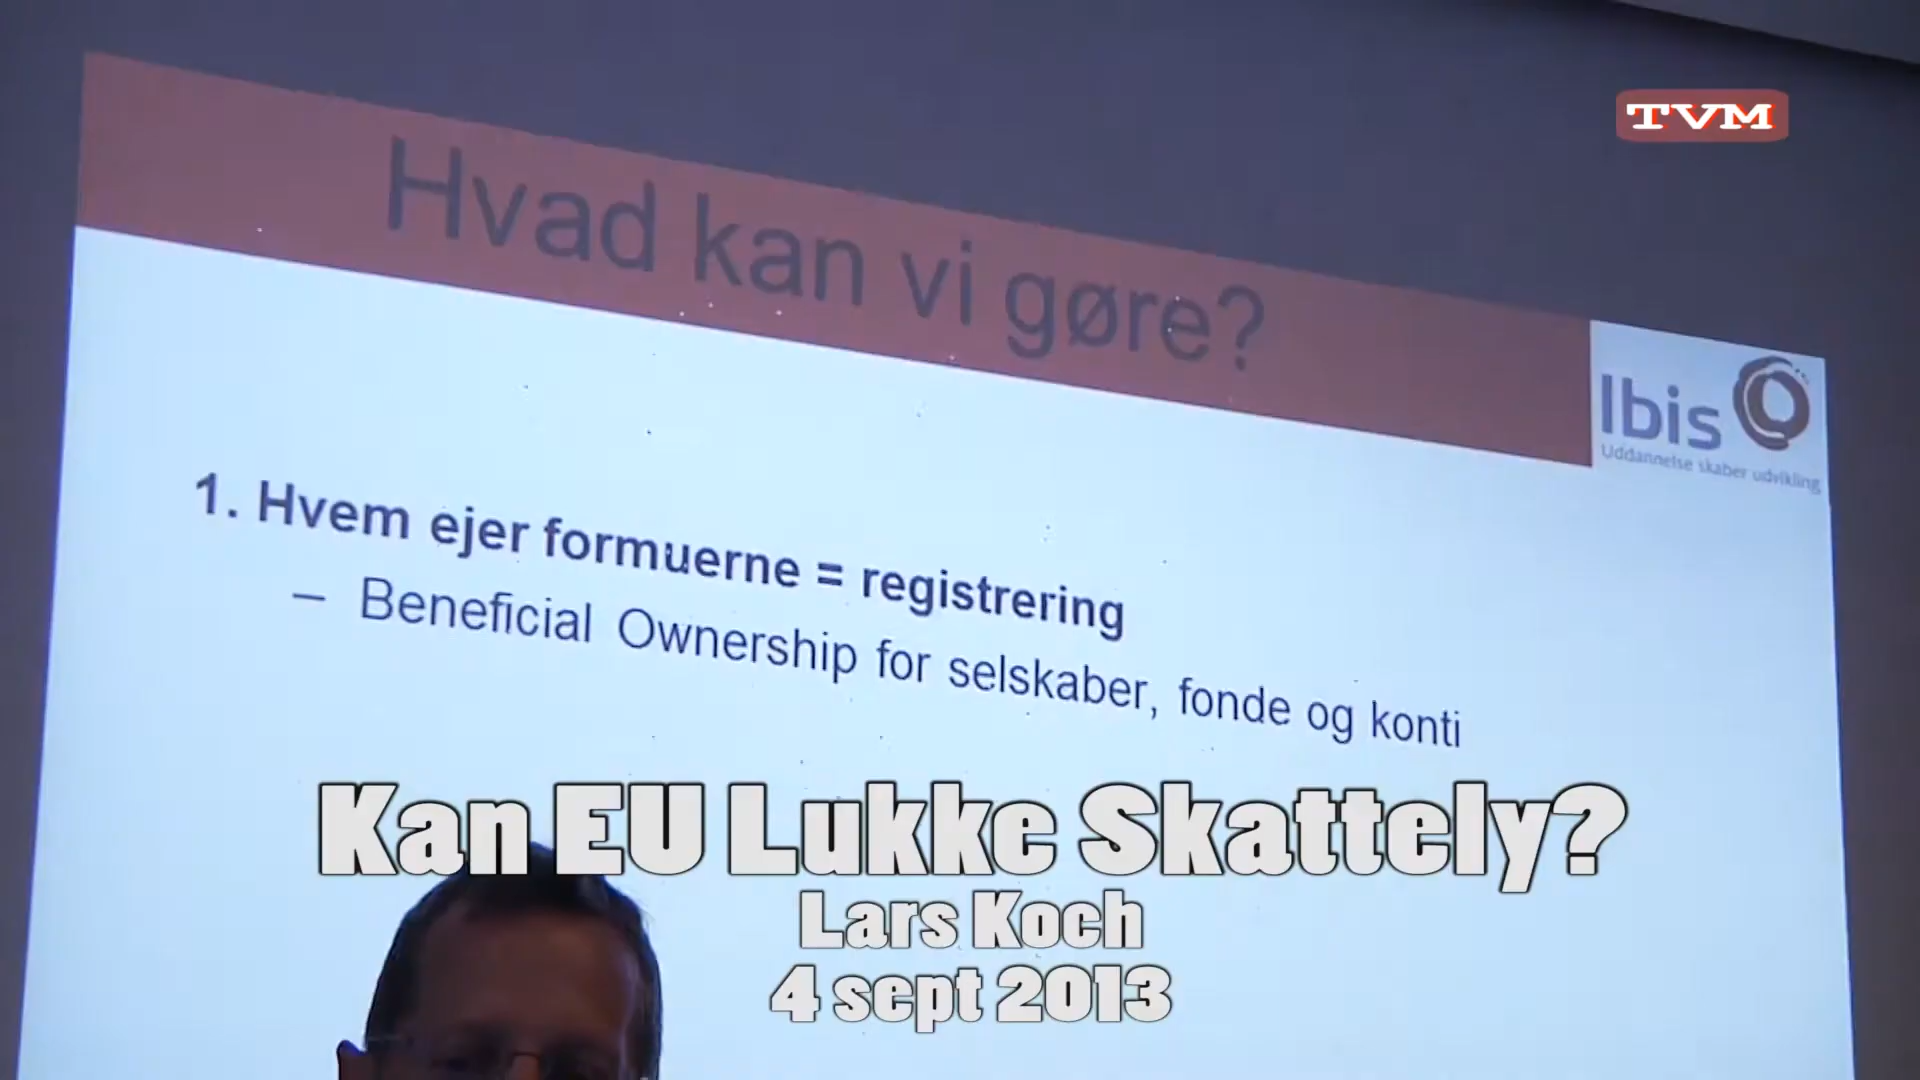 TVM
Hvad kan vi gøre?
Ibis
Uddannelse skaber udvikling
1. Hvem ejer formuerne = registrering
– Beneficial Ownership for selskaber, fonde og konti
Kan EU Lukke Skattely?
Lars Koch
4 sept 2013